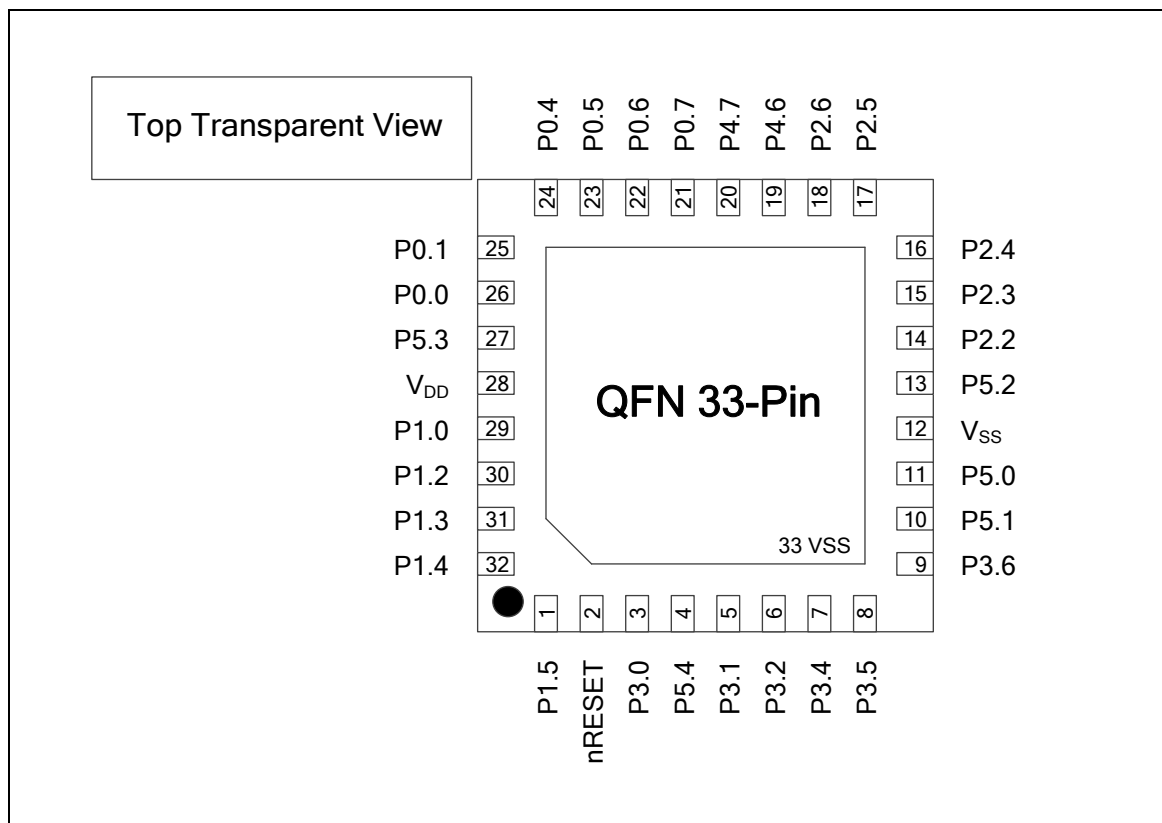 Top Transparent View
P0.4
P0.5
P0.6
P0.7
P4.7
P4.6
P2.6
P2.5
24
23
22
21
20
19
18
17
P0.1 25
P0.0 26
P5.3 27
VDD 28
P1.0 29
P1.2 30
P1.3 31
P1.4 32
QFN 33-Pin
33 VSS
16 P2.4
15 P2.3
14 P2.2
13 P5.2
12 VSS
11 P5.0
10 P5.1
9 P3.6
1
2
3
4
5
6
7
8
P1.5
nRESET
P3.0
P5.4
P3.1
P3.2
P3.4
P3.5